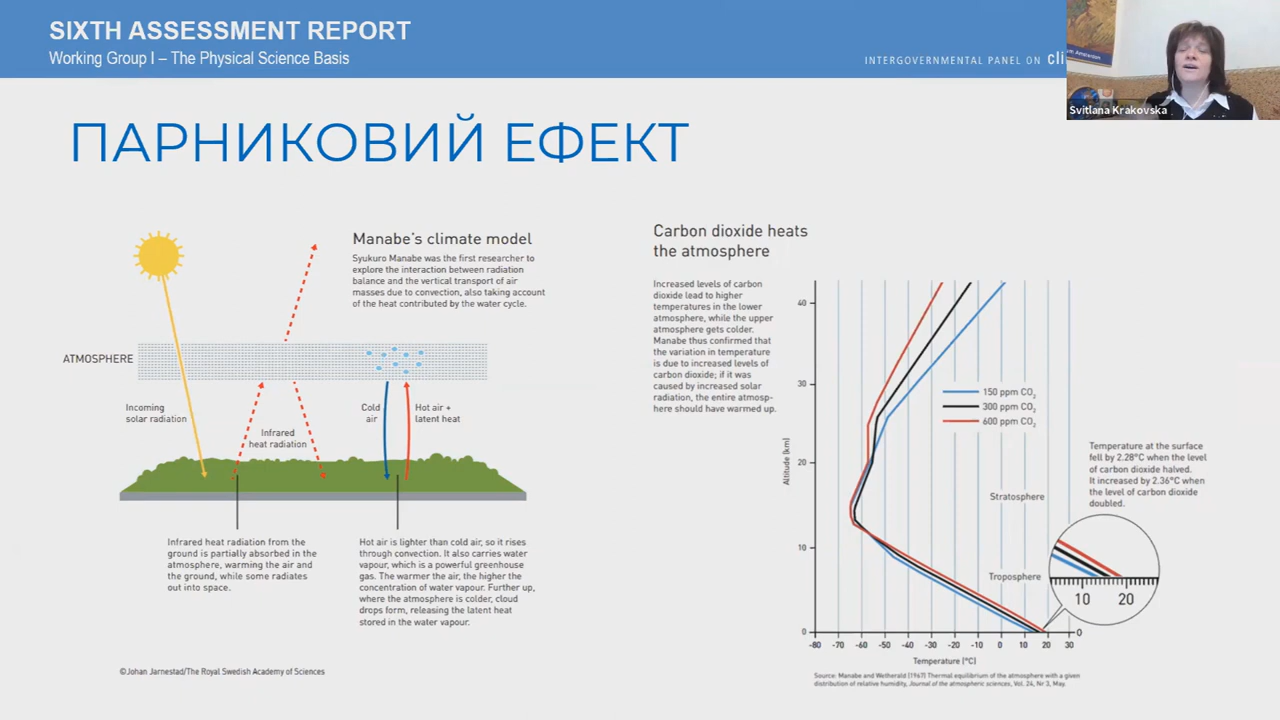 SIXTH ASSESSMENT REPORT
Working Group I – The Physical Science Basis
INTERGOVERNMENTAL PANEL ON cli
Svitlana Krakovska
ПАРНИКОВИЙ ЕФЕКТ
Manabe's climate model
Syukuro Manabe was the first researcher to
explore the interaction between radiation
balance and the vertical transport of air
masses due to convection, also taking account
of the heat contributed by the water cycle.
ATMOSPHERE
Incoming
solar radiation
Infrared
heat radiation
Cold
air
Hot air +
latent heat
Infrared heat radiation from the
ground is partially absorbed in the
atmosphere, warming the air and
the ground, while some radiates
out into space.
Hot air is lighter than cold air, so it rises
through convection. It also carries water
vapour, which is a powerful greenhouse
gas. The warmer the air, the higher the
concentration of water vapour. Further up,
where the atmosphere is colder, cloud
drops form, releasing the latent heat
stored in the water vapour.
©Johan Jarnestad/The Royal Swedish Academy of Sciences
Carbon dioxide heats
the atmosphere
Increased levels of carbon
dioxide lead to higher
temperatures in the lower
atmosphere, while the upper
atmosphere gets colder.
Manabe thus confirmed that
the variation in temperature
is due to increased levels of
carbon dioxide; if it was
caused by increased solar
radiation, the entire atmosp-
here should have warmed up.
40
30
20
10
0
Altitude (km)
150 ppm CO₂
300 ppm CO₂
600 ppm CO₂
Stratosphere
Troposphere
Temperature at the surface
fell by 2.28°C when the level
of carbon dioxide halved.
It increased by 2.36°C when
the level of carbon dioxide
doubled.
10 20
0
-80 -70 -60 -50 -40 -30 -20 -10 0 10 20 30
Temperature (°C)
Source: Manabe and Wetherald (1967) Thermal equilibrium of the atmosphere with a given
distribution of relative humidity, Journal of the atmospheric sciences, Vol. 24, Nr 3, May.